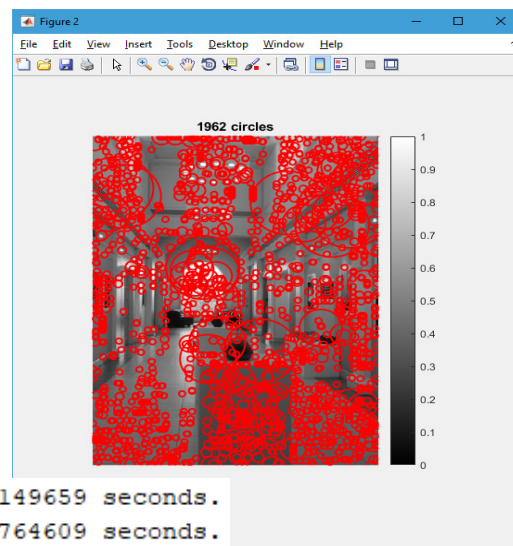 Figure 2
File Edit View Insert Tools Desktop Window Help
1962 circles
1
0.9
0.8
0.7
0.6
0.5
0.4
0.3
0.2
0.1
0
149659 seconds.
764609 seconds.